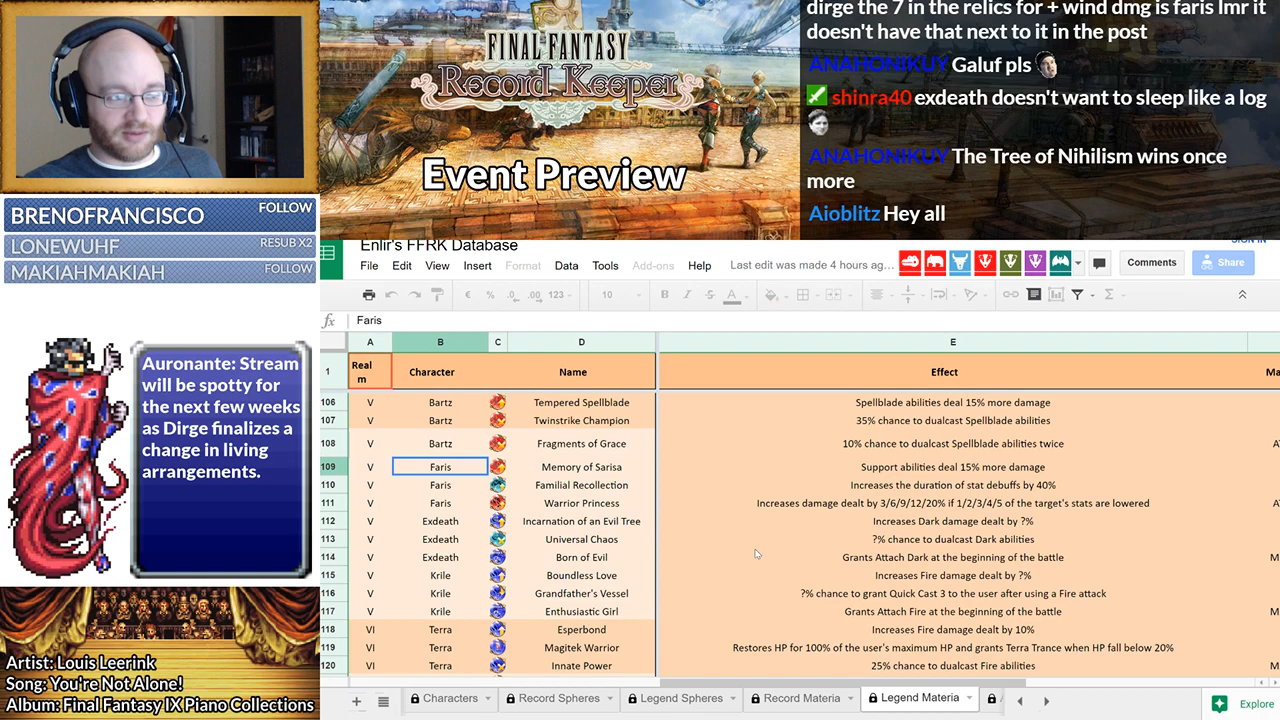 BRENOFRANCISCO FOLLOW
LONEWUHF RESUB X2
MAKIAHMAKIAH FOLLOW
Auronante: Stream
will be spotty for
the next few weeks
as Dirge finalizes a
change in living
arrangements.
Artist: Louis Leerink
Song: You're Not Alone!
Album: Final Fantasy IX Piano Collections
FINAL FANTASY
Record Keeper
Event Preview
dirge the 7 in the relics for + wind dmg is faris lmr it
doesn't have that next to it in the post
ANAHONIKUY Galuf pls
shinra40 exdeath doesn't want to sleep like a log
ANAHONIKUY The Tree of Nihilism wins once
more
Aioblitz Hey all
Enlir's FFRK Database
SIGN IN
File Edit View Insert Format Data Tools Add-ons Help Last edit was made 4 hours ag... Comments Share
€ % .0 .00 123 10 B I S A Σ
fx Faris
A B C D E
1 Real
m Character Name Effect Ma
106 V Bartz Tempered Spellblade Spellblade abilities deal 15% more damage
107 V Bartz Twinstrike Champion 35% chance to dualcast Spellblade abilities
108 V Bartz Fragments of Grace 10% chance to dualcast Spellblade abilities twice A
109 V Faris Memory of Sarisa Support abilities deal 15% more damage
110 V Faris Familial Recollection Increases the duration of stat debuffs by 40%
111 V Faris Warrior Princess Increases damage dealt by 3/6/9/12/20% if 1/2/3/4/5 of the target's stats are lowered A
112 V Exdeath Incarnation of an Evil Tree Increases Dark damage dealt by ?%
113 V Exdeath Universal Chaos ?% chance to dualcast Dark abilities
114 V Exdeath Born of Evil Grants Attach Dark at the beginning of the battle M
115 V Krile Boundless Love Increases Fire damage dealt by ?%
116 V Krile Grandfather's Vessel ?% chance to grant Quick Cast 3 to the user after using a Fire attack
117 V Krile Enthusiastic Girl Grants Attach Fire at the beginning of the battle M
118 VI Terra Esperbond Increases Fire damage dealt by 10%
119 VI Terra Magitek Warrior Restores HP for 100% of the user's maximum HP and grants Terra Trance when HP fall below 20%
120 VI Terra Innate Power 25% chance to dualcast Fire abilities M
+ Characters Record Spheres Legend Spheres Record Materia Legend Materia Explore